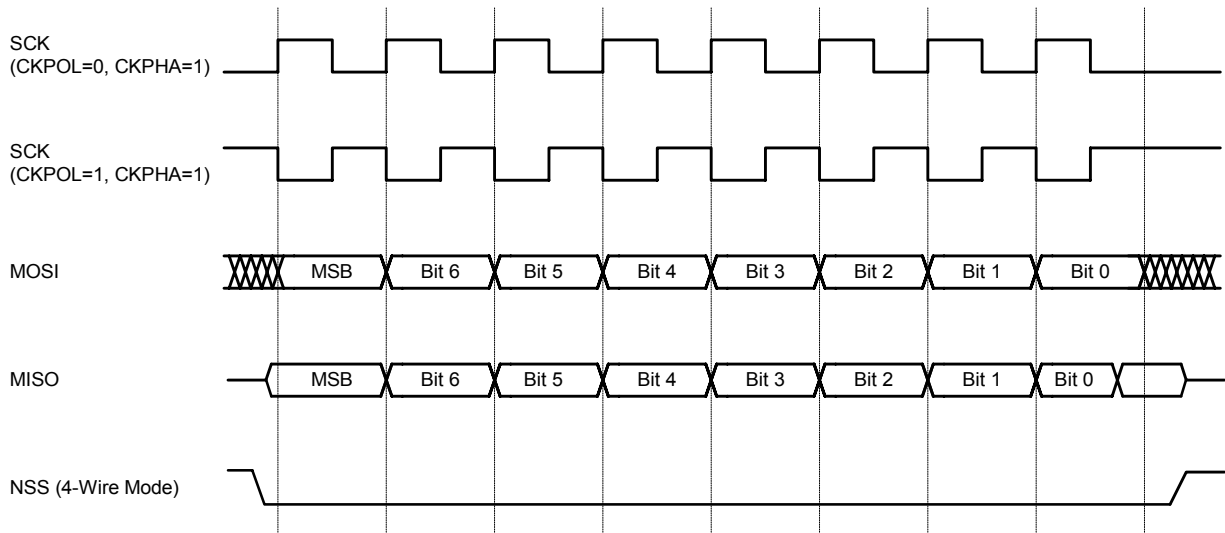 SCK
(CKPOL=0, CKPHA=1)
SCK
(CKPOL=1, CKPHA=1)
MOSI
MSB Bit 6 Bit 5 Bit 4 Bit 3 Bit 2 Bit 1 Bit 0
MISO
MSB Bit 6 Bit 5 Bit 4 Bit 3 Bit 2 Bit 1 Bit 0
NSS (4-Wire Mode)